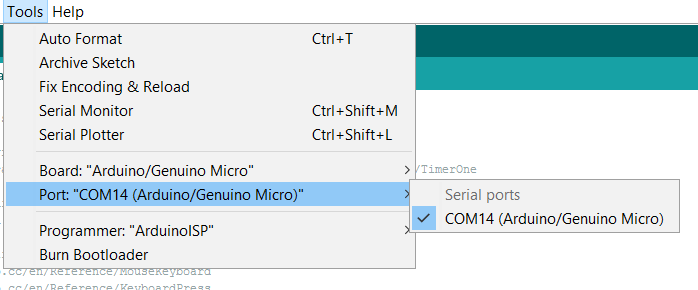 Tools Help
Auto Format Ctrl+T
Archive Sketch
Fix Encoding & Reload
Serial Monitor Ctrl+Shift+M
Serial Plotter Ctrl+Shift+L
Board: "Arduino/Genuino Micro"
/TimerOne
Port: "COM14 (Arduino/Genuino Micro)"
Serial ports
COM14 (Arduino/Genuino Micro)
Programmer: "ArduinoISP"
Burn Bootloader
.cc/en/Reference/MouseKeyboard
.cc/en/Reference/KeyboardPress